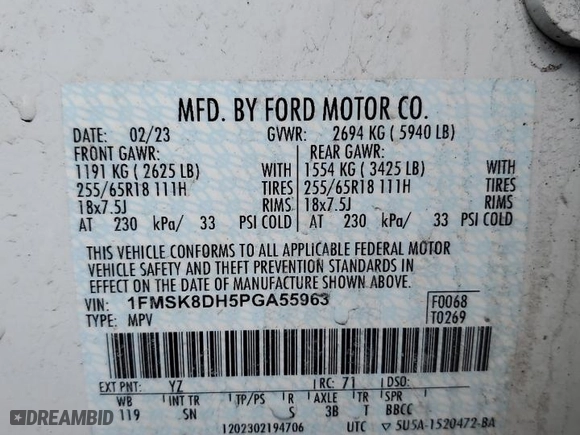 MFD. BY FORD MOTOR CO.
DATE: 02/23 GVWR: 2694 KG ( 5940 LB)
FRONT GAWR: REAR GAWR:
1191 KG ( 2625 LB) WITH 1554 KG ( 3425 LB) WITH
255/65R18 111H TIRES 255/65R18 111H TIRES
18x7.5J RIMS 18x7.5J RIMS
AT 230 kPa/ 33 PSI COLD AT 230 kPa/ 33 PSI COLD
THIS VEHICLE CONFORMS TO ALL APPLICABLE FEDERAL MOTOR
VEHICLE SAFETY AND THEFT PREVENTION STANDARDS IN
EFFECT ON THE DATE OF MANUFACTURE SHOWN ABOVE.
VIN: 1FMSK8DH5PGA55963 F0068
TYPE: MPV T0269
EXT PNT: YZ RC: 71 DSO:
WB INT TR TP/PS R AXLE TR SPR
119 SN S 3B T BBCC
1202302194706 UTC ▽ 5U5A-1520472-BA
© DREAMBID